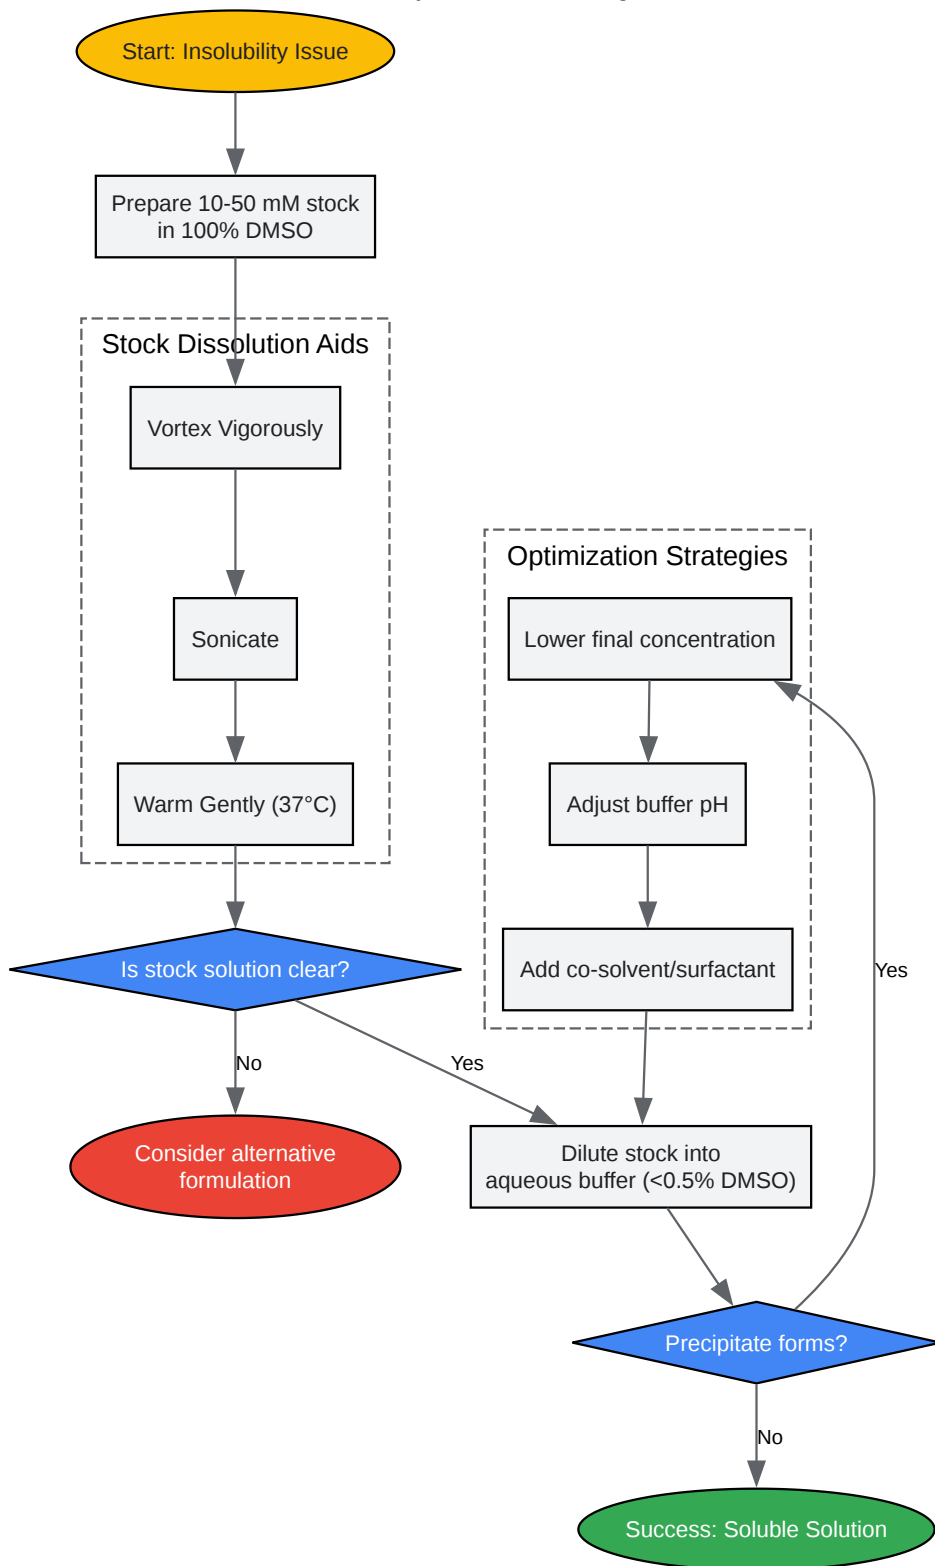 Start: Insolubility Issue
Prepare 10-50 mM stock
in 100% DMSO
Stock Dissolution Aids
Vortex Vigorously
Sonicate
Warm Gently (37°C)
Is stock solution clear?
No
Yes
Consider alternative
formulation
Optimization Strategies
Lower final concentration
Adjust buffer pH
Add co-solvent/surfactant
Yes
Dilute stock into
aqueous buffer (<0.5% DMSO)
Precipitate forms?
No
Success: Soluble Solution